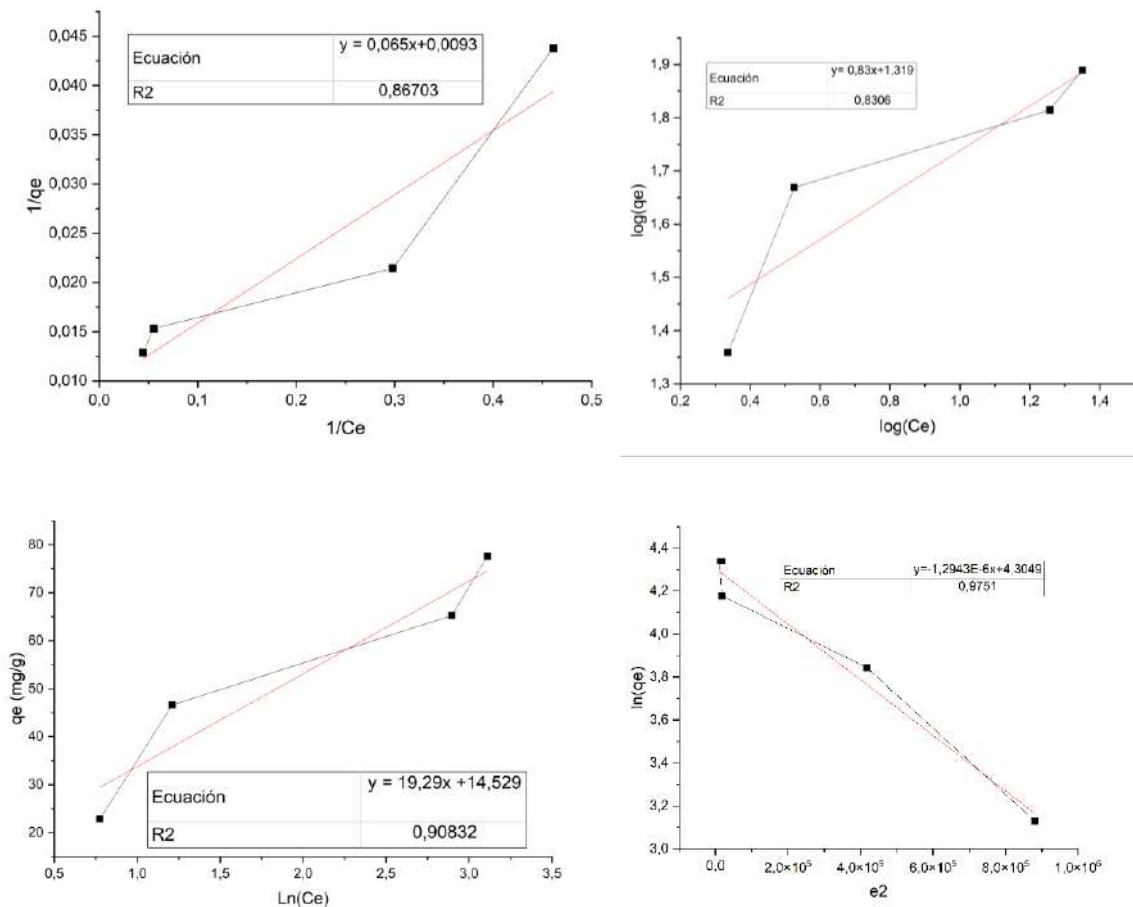 0,045
0,040
0,035
0,030
0,025
0,020
0,015
0,010
1/qe
Ecuación y = 0,065x+0,0093
R2 0,86703
0,0 0,1 0,2 0,3 0,4 0,5
1/Ce
1,9
1,8
1,7
1,6
1,5
1,4
1,3
log(qe)
Ecuación y= 0,83x+1,319
R2 0,8306
0,2 0,4 0,6 0,8 1,0 1,2 1,4
log(Ce)
80
70
60
50
40
30
20
qe (mg/g)
Ecuación y = 19,29x +14,529
R2 0,90832
0,5 1,0 1,5 2,0 2,5 3,0 3,5
Ln(Ce)
4,4
4,2
4,0
3,8
3,6
3,4
3,2
3,0
ln(qe)
Ecuación y=-1,2943E-6x+4,3049
R2 0,9751
0,0 2,0×10⁵ 4,0×10⁵ 6,0×10⁵ 8,0×10⁵ 1,0×10⁶
e2